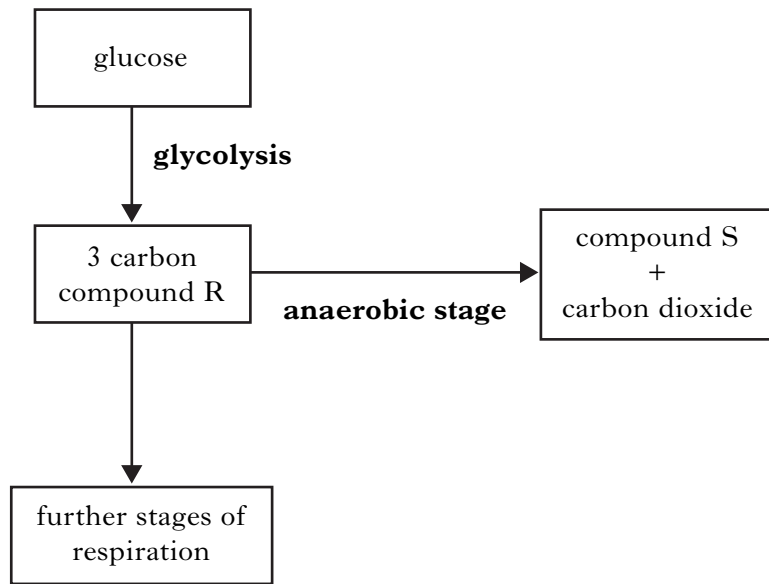 glucose
glycolysis
3 carbon
compound R
anaerobic stage
compound S
+
carbon dioxide
further stages of
respiration